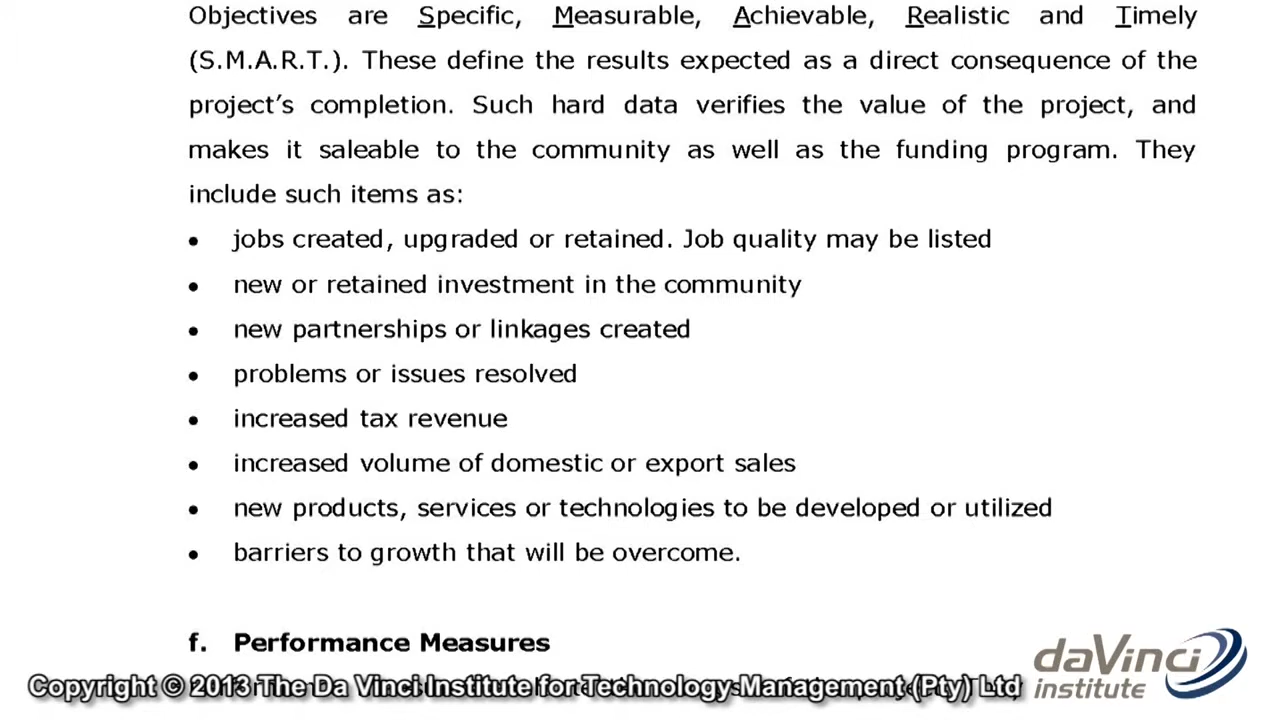 Objectives are Specific, Measurable, Achievable, Realistic and Timely
(S.M.A.R.T.). These define the results expected as a direct consequence of the
project's completion. Such hard data verifies the value of the project, and
makes it saleable to the community as well as the funding program. They
include such items as:
• jobs created, upgraded or retained. Job quality may be listed
• new or retained investment in the community
• new partnerships or linkages created
• problems or issues resolved
• increased tax revenue
• increased volume of domestic or export sales
• new products, services or technologies to be developed or utilized
• barriers to growth that will be overcome.
f. Performance Measures
Copyright © 2013 The Da Vinci Institute for Technology Management (Pty) Ltd
daVinci
institute